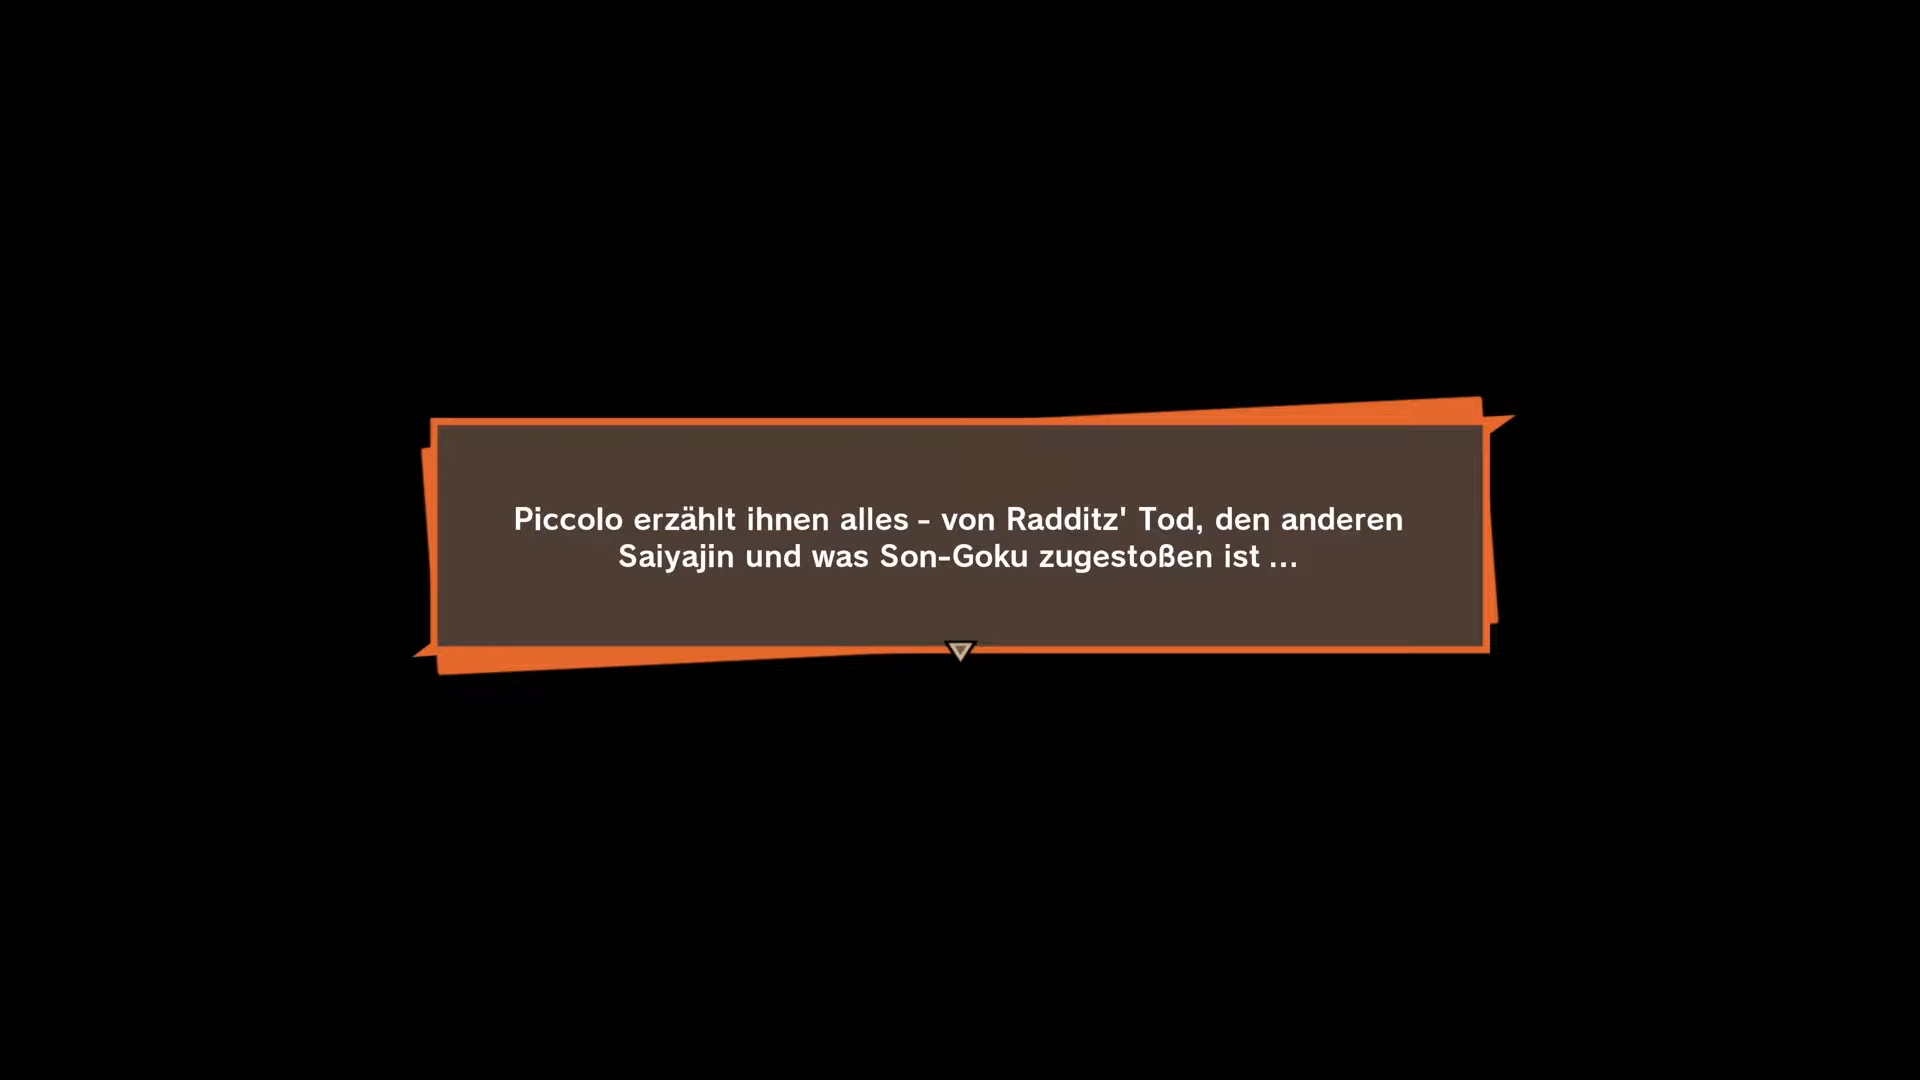 Piccolo erzählt ihnen alles - von Radditz' Tod, den anderen
Saiyajin und was Son-Goku zugestoßen ist ...